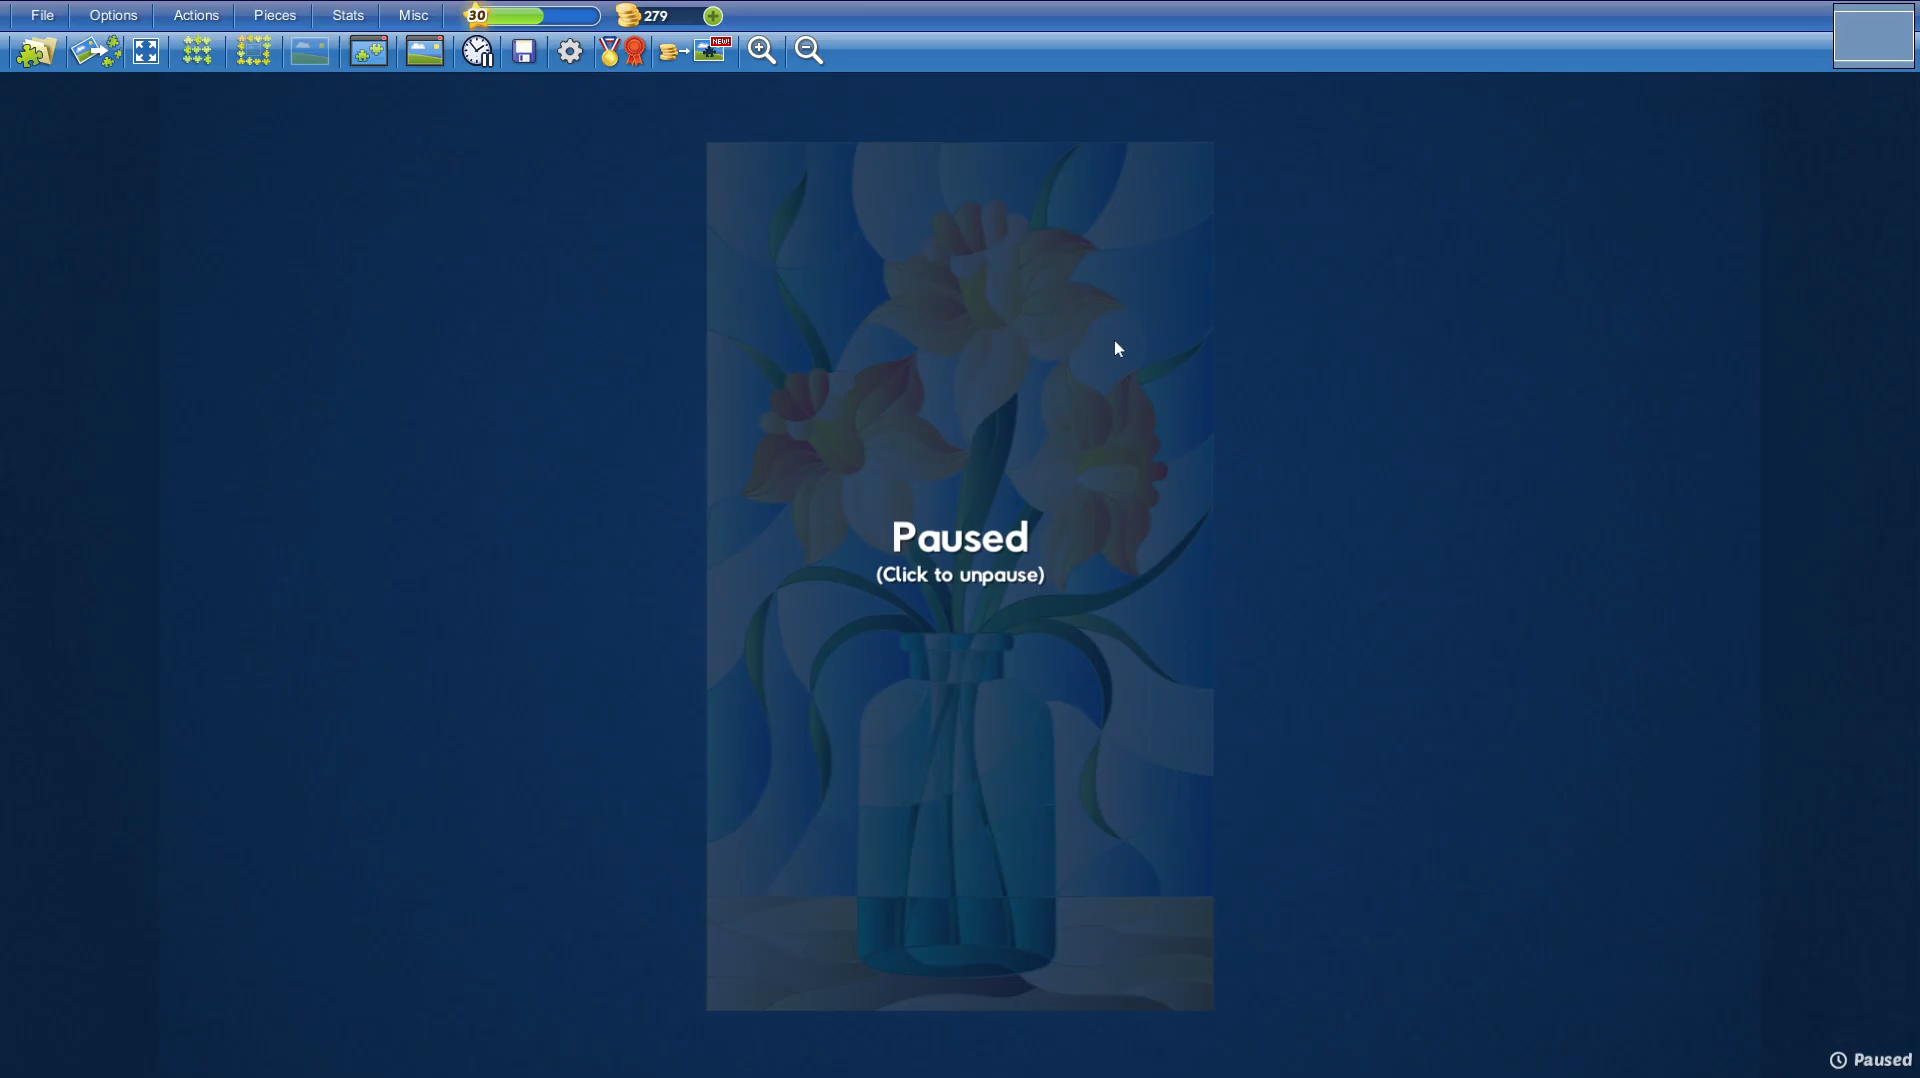 File Options Actions Pieces Stats Misc 30 279
NEW!
Paused
(Click to unpause)
Paused